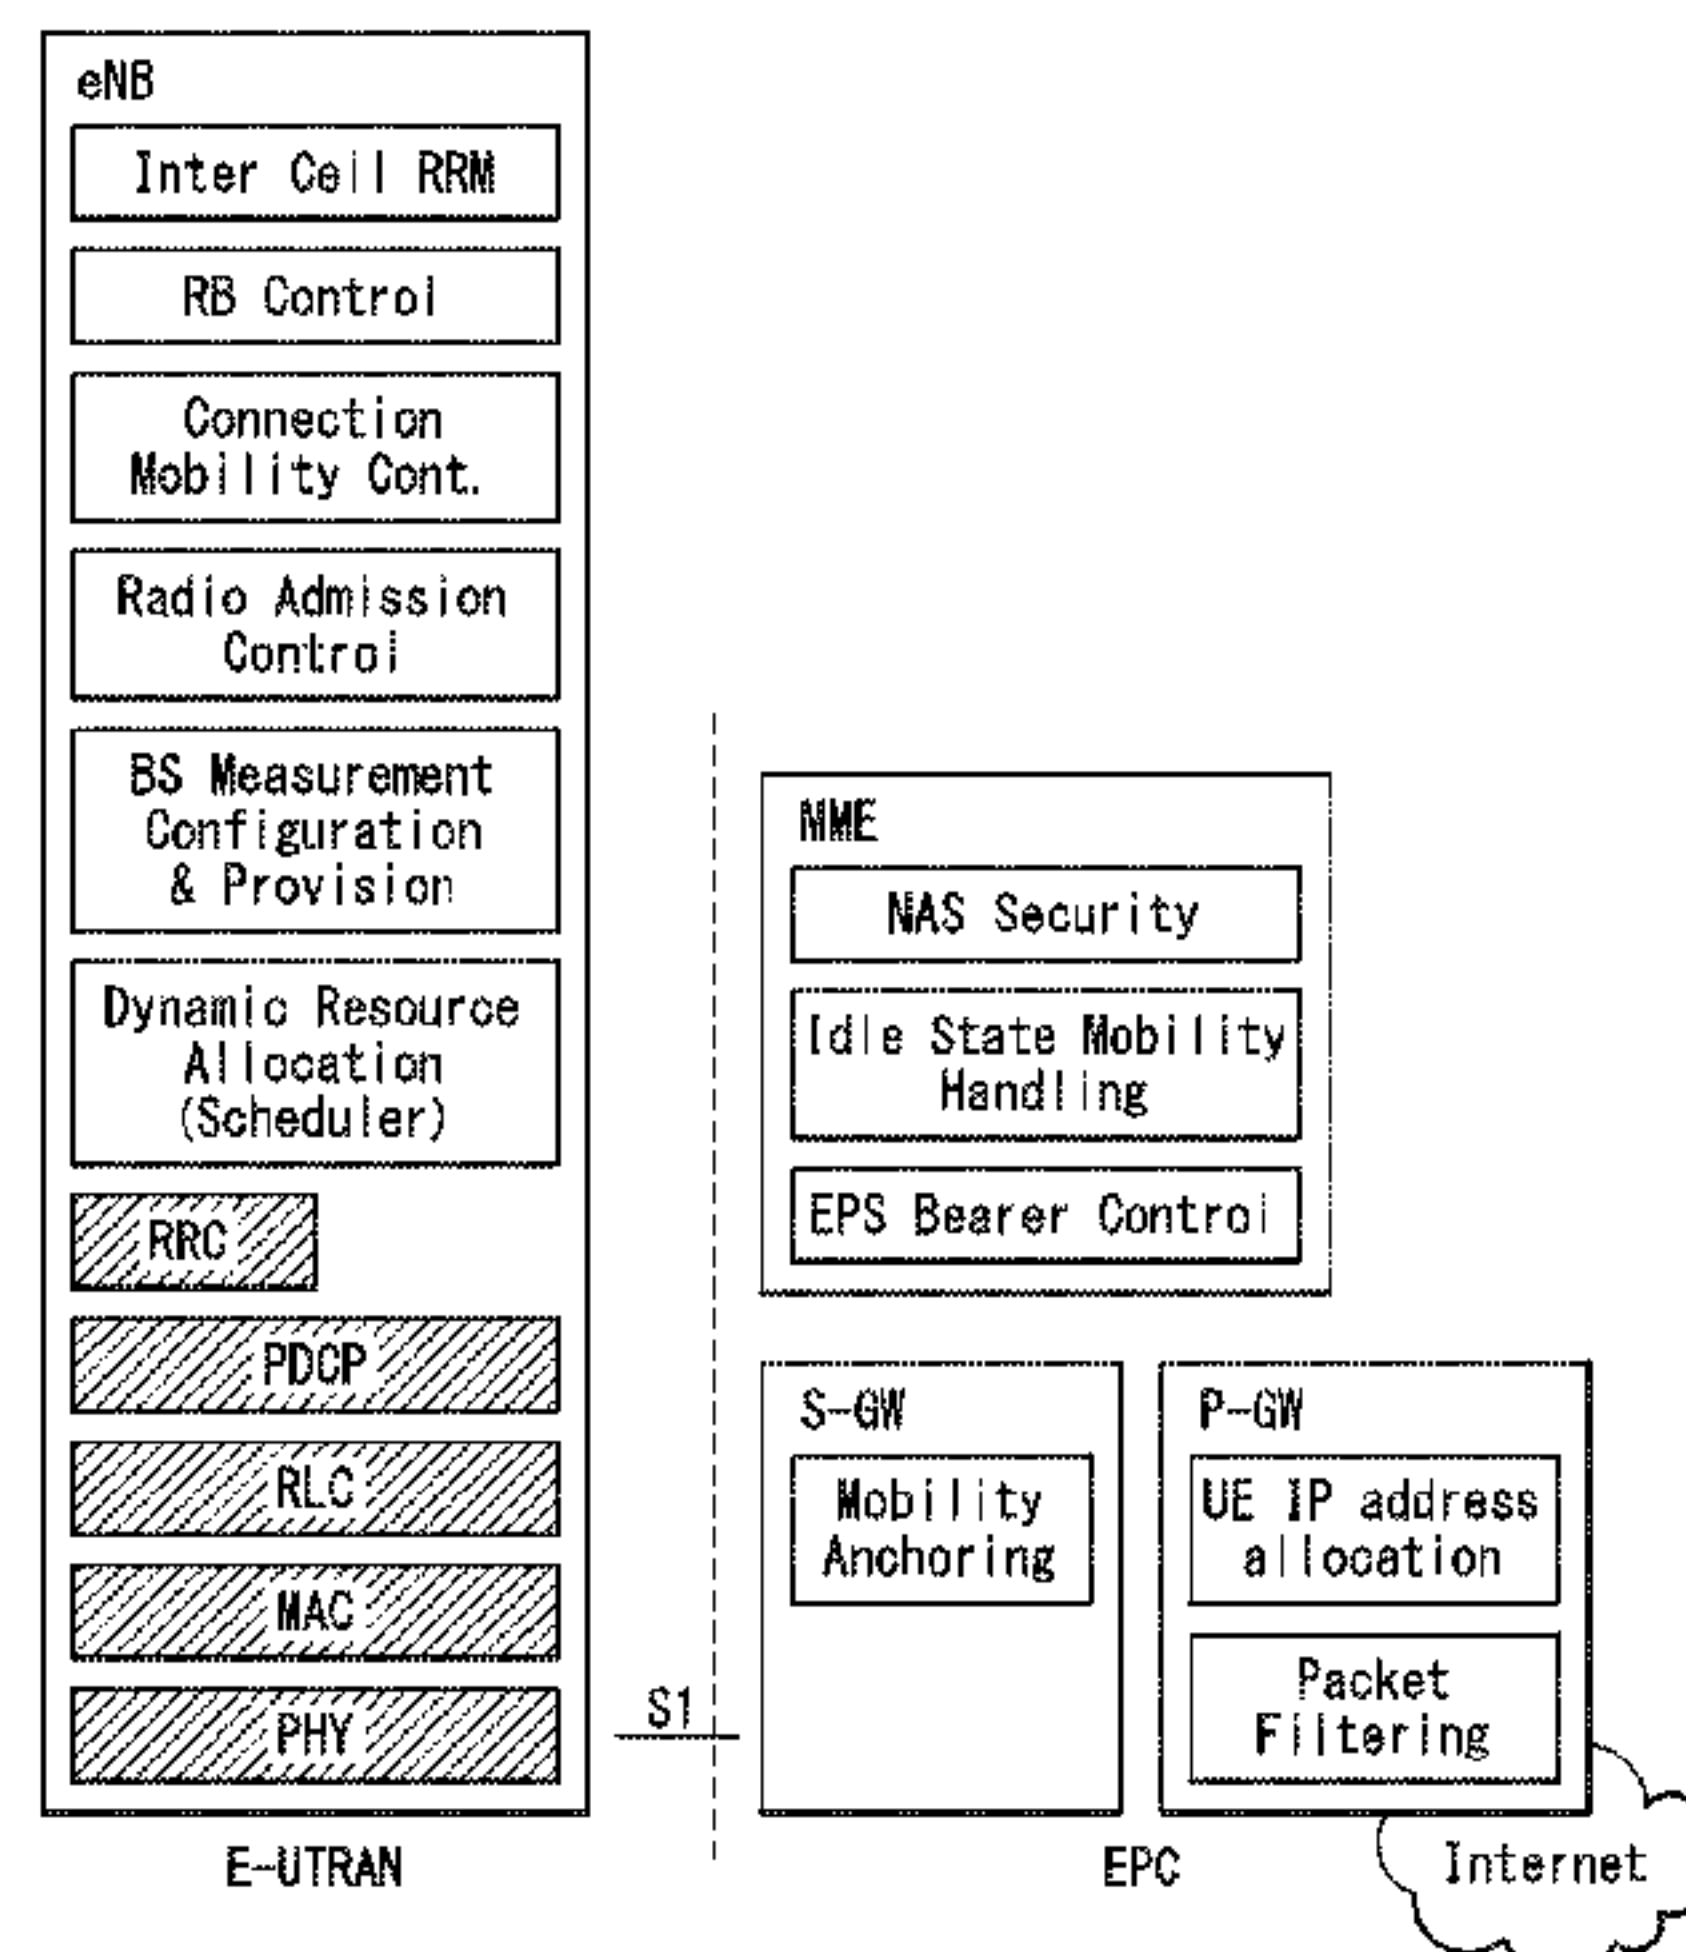 eNB
Inter Cell RRM
RB Control
Connection
Mobility Cont.
Radio Admission
Control
BS Measurement
Configuration
& Provision
Dynamic Resource
Allocation
(Scheduler)
RRC
PDCP
RLC
MAC
PHY
E-UTRAN
S1
MME
NAS Security
Idle State Mobility
Handling
EPS Bearer Control
S-GW
Mobility
Anchoring
P-GW
UE IP address
allocation
Packet
Filtering
EPC
Internet